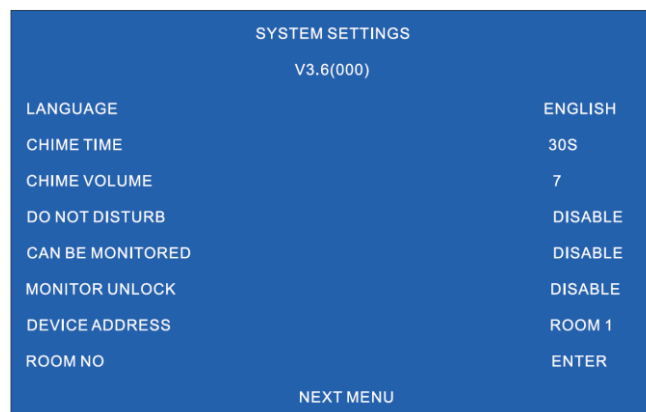 SYSTEM SETTINGS
V3.6(000)
LANGUAGE ENGLISH
CHIME TIME 30S
CHIME VOLUME 7
DO NOT DISTURB DISABLE
CAN BE MONITORED DISABLE
MONITOR UNLOCK DISABLE
DEVICE ADDRESS ROOM 1
ROOM NO ENTER
NEXT MENU